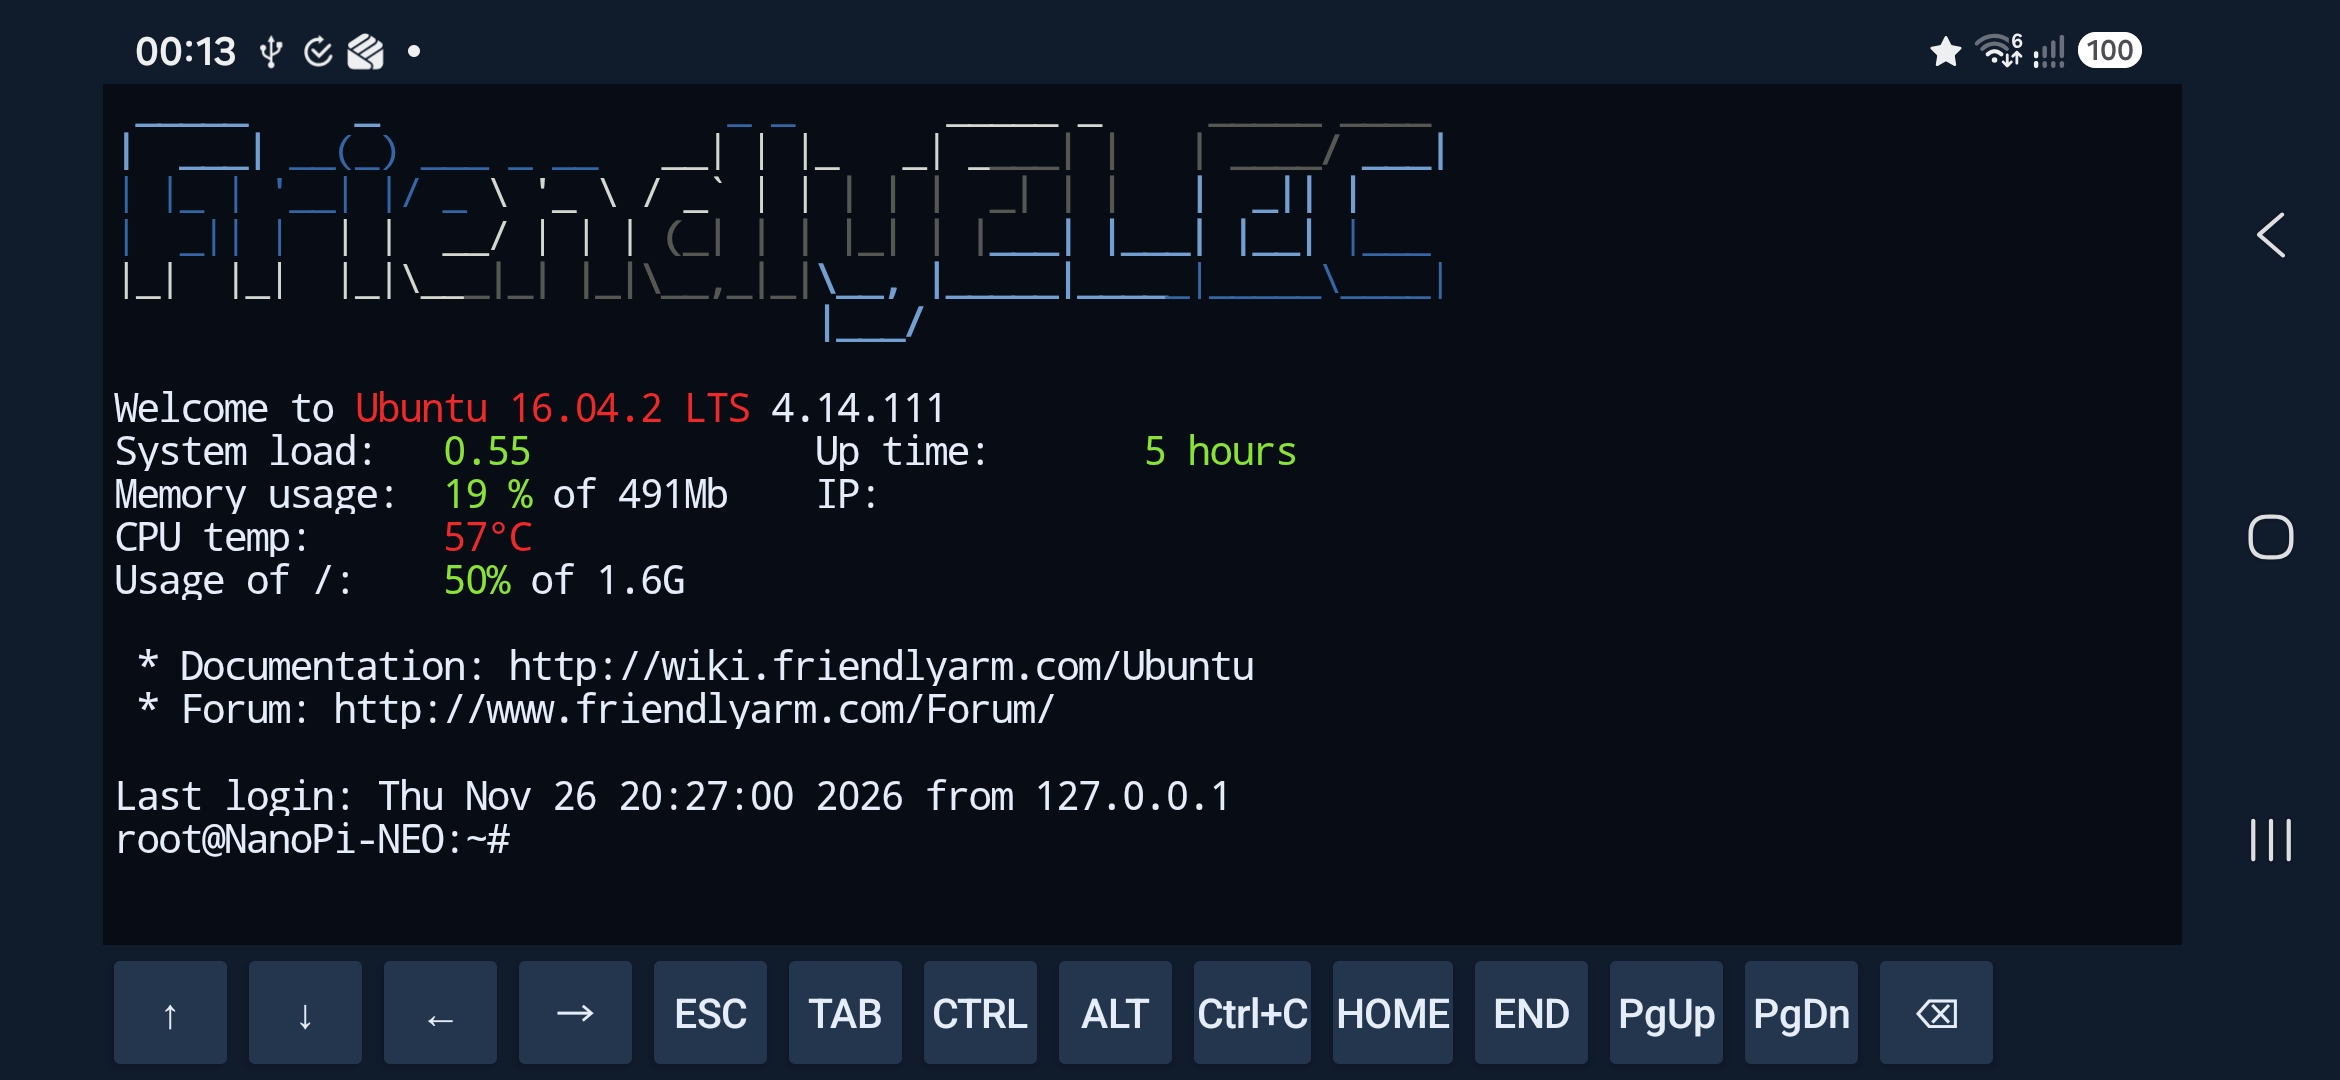 00:13 6 100
FriendlyELEC
Welcome to Ubuntu 16.04.2 LTS 4.14.111
System load: 0.55 Up time: 5 hours
Memory usage: 19 % of 491Mb IP:
CPU temp: 57°C
Usage of /: 50% of 1.6G
* Documentation: http://wiki.friendlyarm.com/Ubuntu
* Forum: http://www.friendlyarm.com/Forum/
Last login: Thu Nov 26 20:27:00 2026 from 127.0.0.1
root@NanoPi-NEO:~#
↑ ↓ ← → ESC TAB CTRL ALT Ctrl+C HOME END PgUp PgDn ⌫